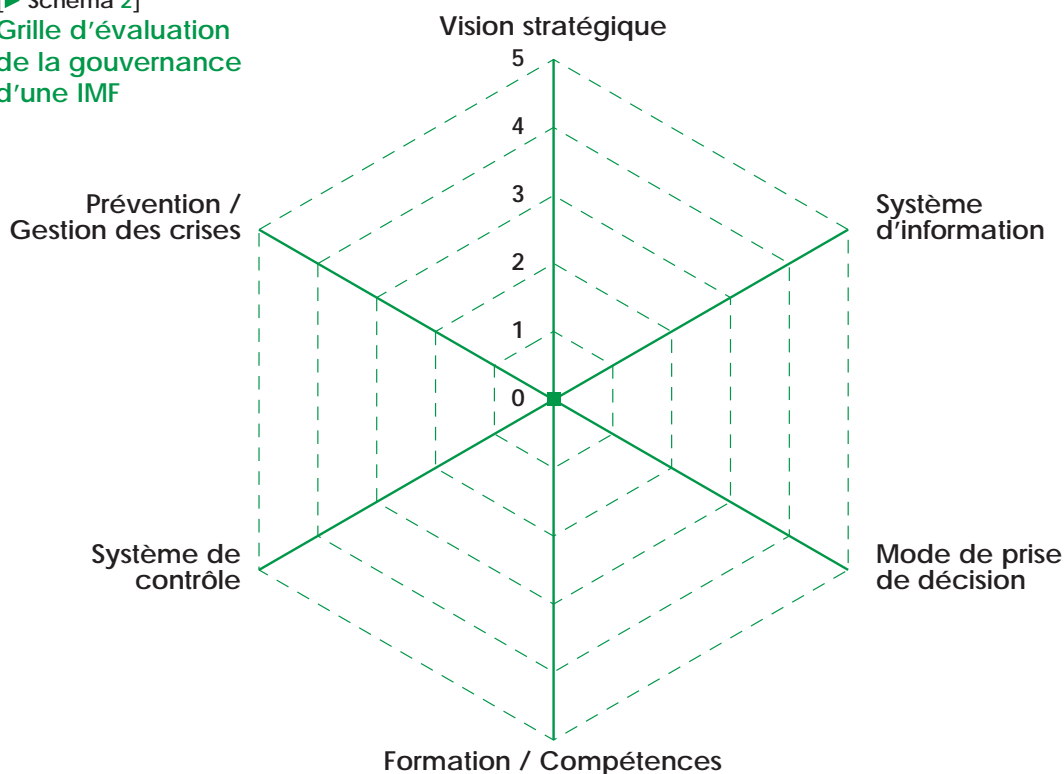 [▶ Schéma 2]
Grille d'évaluation
de la gouvernance
d'une IMF
Vision stratégique
5
4
3
2
1
0
Prévention /
Gestion des crises
Système
d'information
Système de
contrôle
Mode de prise
de décision
Formation / Compétences